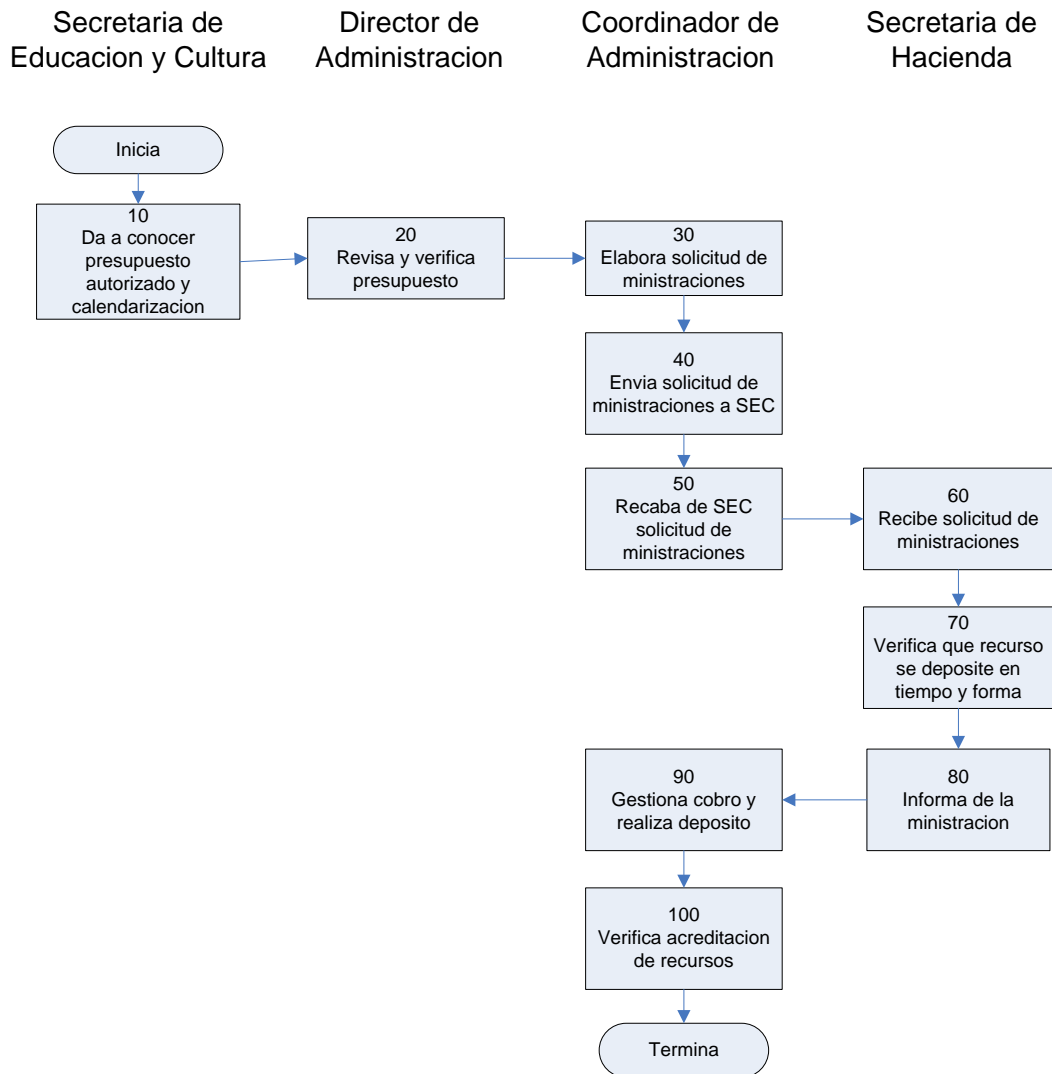 Secretaria de
Educacion y Cultura
Director de
Administracion
Coordinador de
Administracion
Secretaria de
Hacienda
Inicia
10
Da a conocer
presupuesto
autorizado y
calendarizacion
20
Revisa y verifica
presupuesto
30
Elabora solicitud de
ministraciones
40
Envia solicitud de
ministraciones a SEC
50
Recaba de SEC
solicitud de
ministraciones
60
Recibe solicitud de
ministraciones
70
Verifica que recurso
se deposite en
tiempo y forma
80
Informa de la
ministracion
90
Gestiona cobro y
realiza deposito
100
Verifica acreditacion
de recursos
Termina